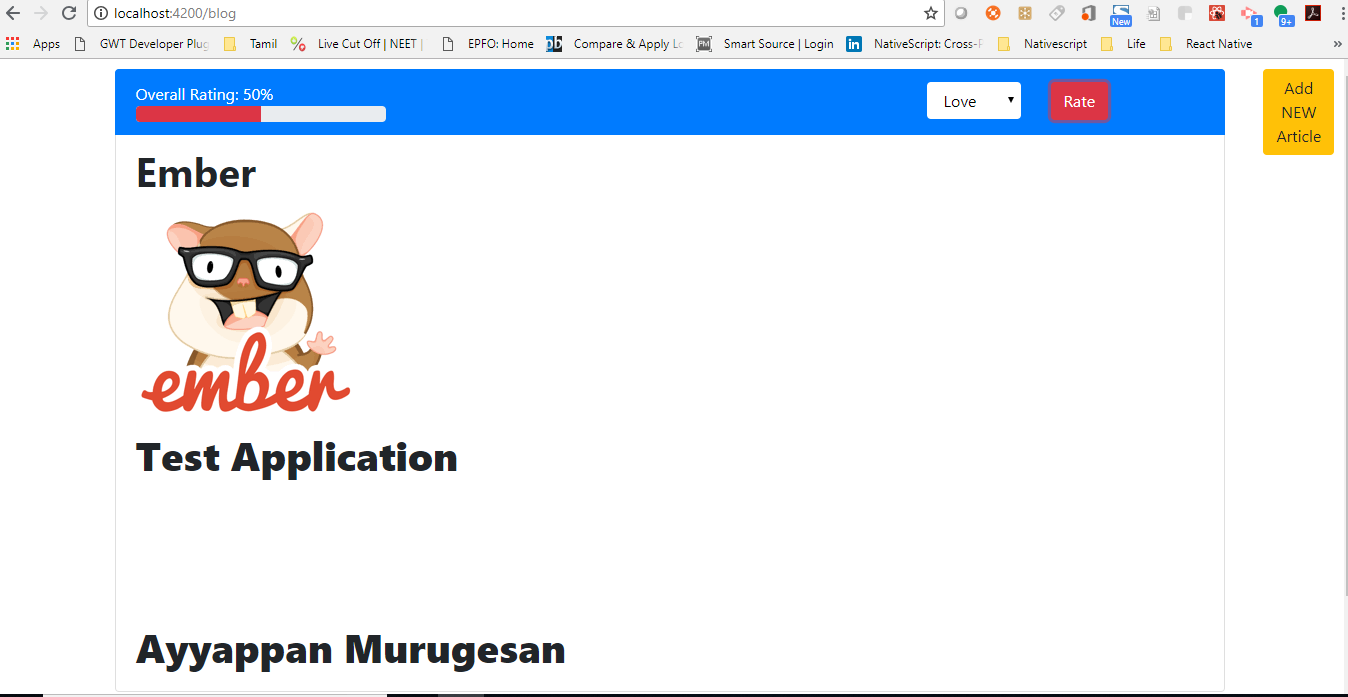 localhost:4200/blog
New
1
9+
Apps
GWT Developer Plug
Tamil
Live Cut Off | NEET |
EPFO: Home
Compare & Apply Lo
Smart Source | Login
NativeScript: Cross-P
Nativescript
Life
React Native
»
Overall Rating: 50%
Love
Rate
Add
NEW
Article
Ember
ember
Test Application
Ayyappan Murugesan